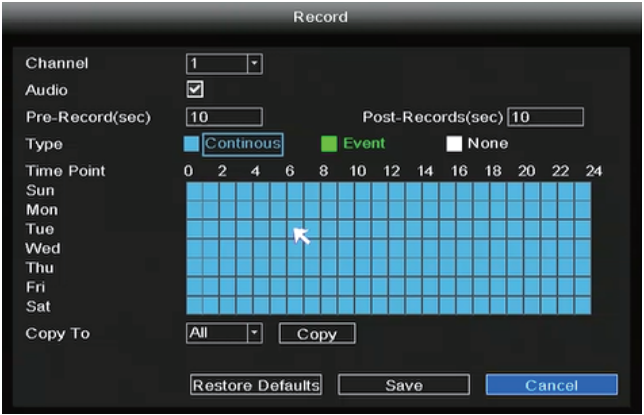 Record
Channel 1
Audio
Pre-Record(sec) 10 Post-Records(sec) 10
Type Continous Event None
Time Point 0 2 4 6 8 10 12 14 16 18 20 22 24
Sun
Mon
Tue
Wed
Thu
Fri
Sat
Copy To All Copy
Restore Defaults Save Cancel